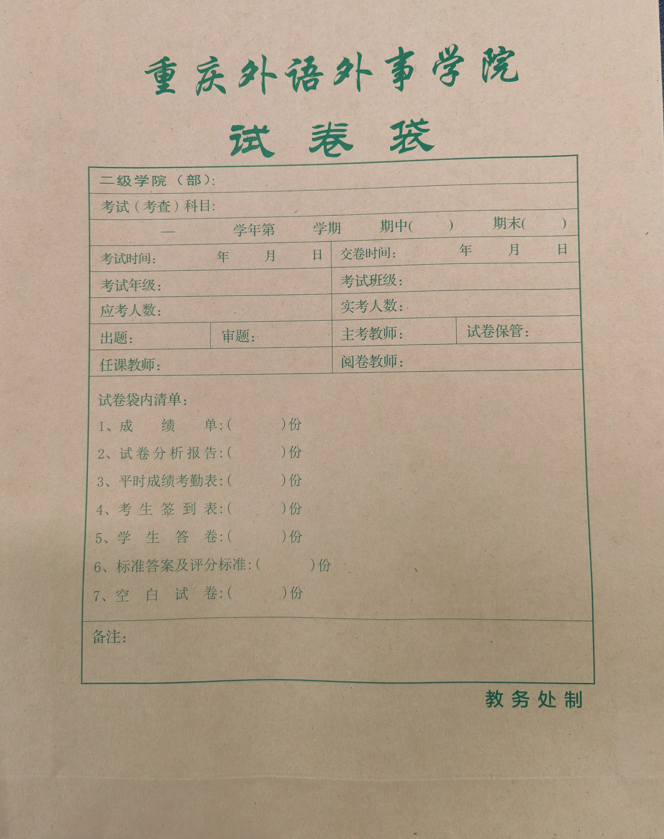 重庆外语外事学院
试卷袋
二级学院（部）：
考试（考查）科目：
— 学年第 学期 期中( ) 期末( )
考试时间： 年 月 日 交卷时间： 年 月 日
考试年级： 考试班级：
应考人数： 实考人数：
出题： 审题： 主考教师： 试卷保管：
任课教师： 阅卷教师：
试卷袋内清单：
1、成绩单:( )份
2、试卷分析报告:( )份
3、平时成绩考勤表:( )份
4、考生签到表:( )份
5、学生答卷:( )份
6、标准答案及评分标准:( )份
7、空白试卷:( )份
备注：
教务处制